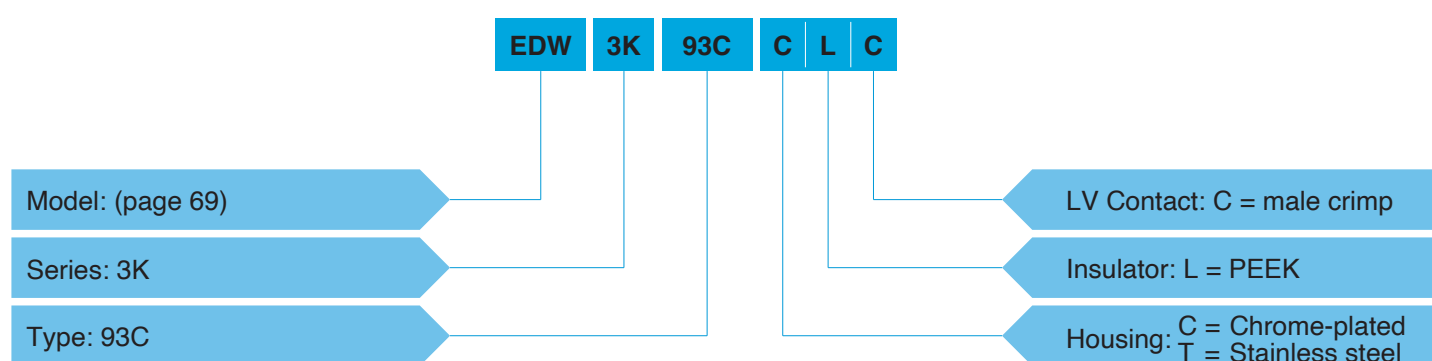 EDW 3K 93C C L C
Model: (page 69)
Series: 3K
Type: 93C
LV Contact: C = male crimp
Insulator: L = PEEK
Housing: C = Chrome-plated
T = Stainless steel